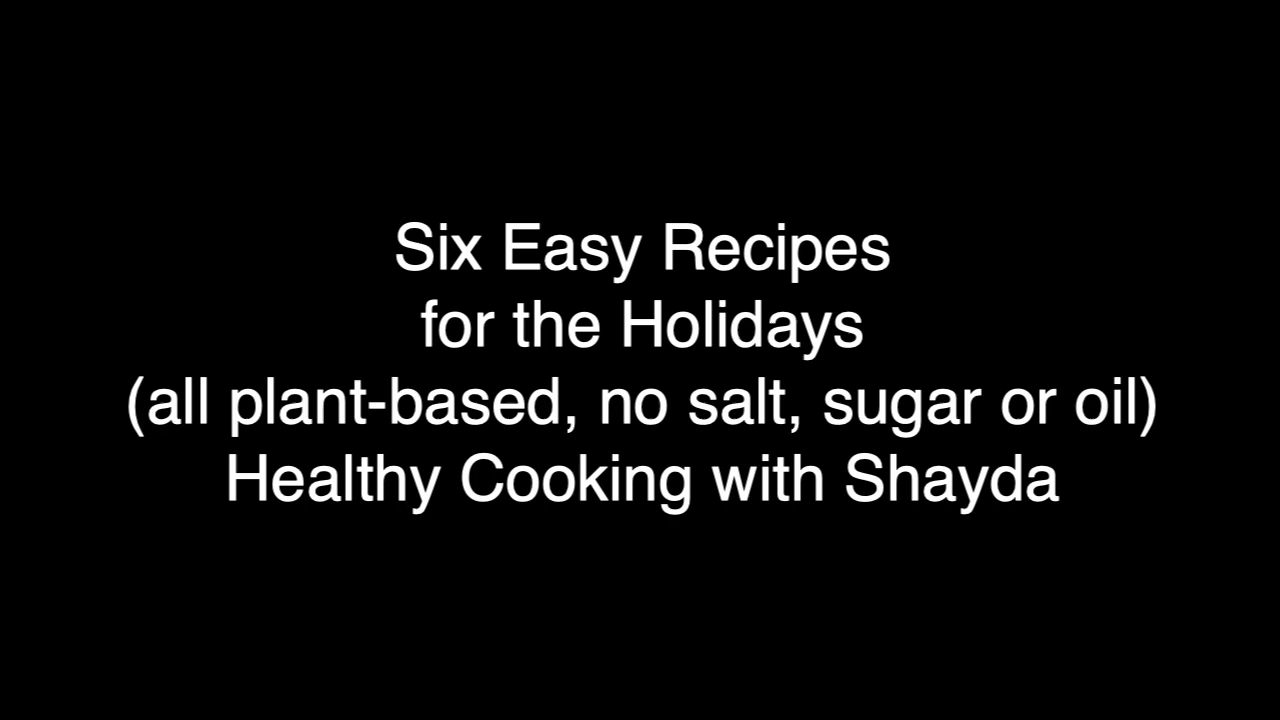 Six Easy Recipes
for the Holidays
(all plant-based, no salt, sugar or oil)
Healthy Cooking with Shayda